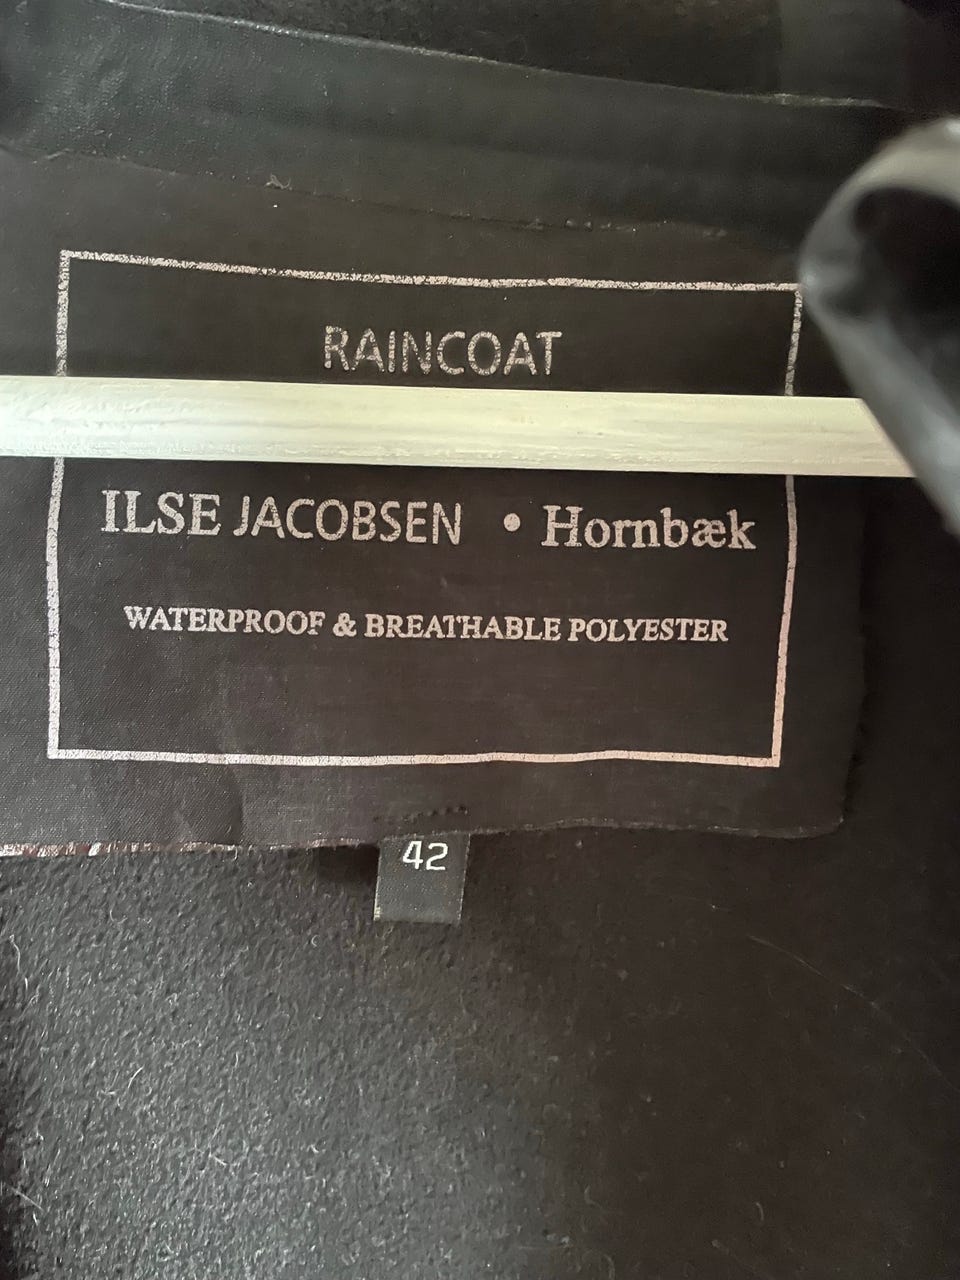 RAINCOAT
ILSE JACOBSEN • Hornbæk
WATERPROOF & BREATHABLE POLYESTER
42